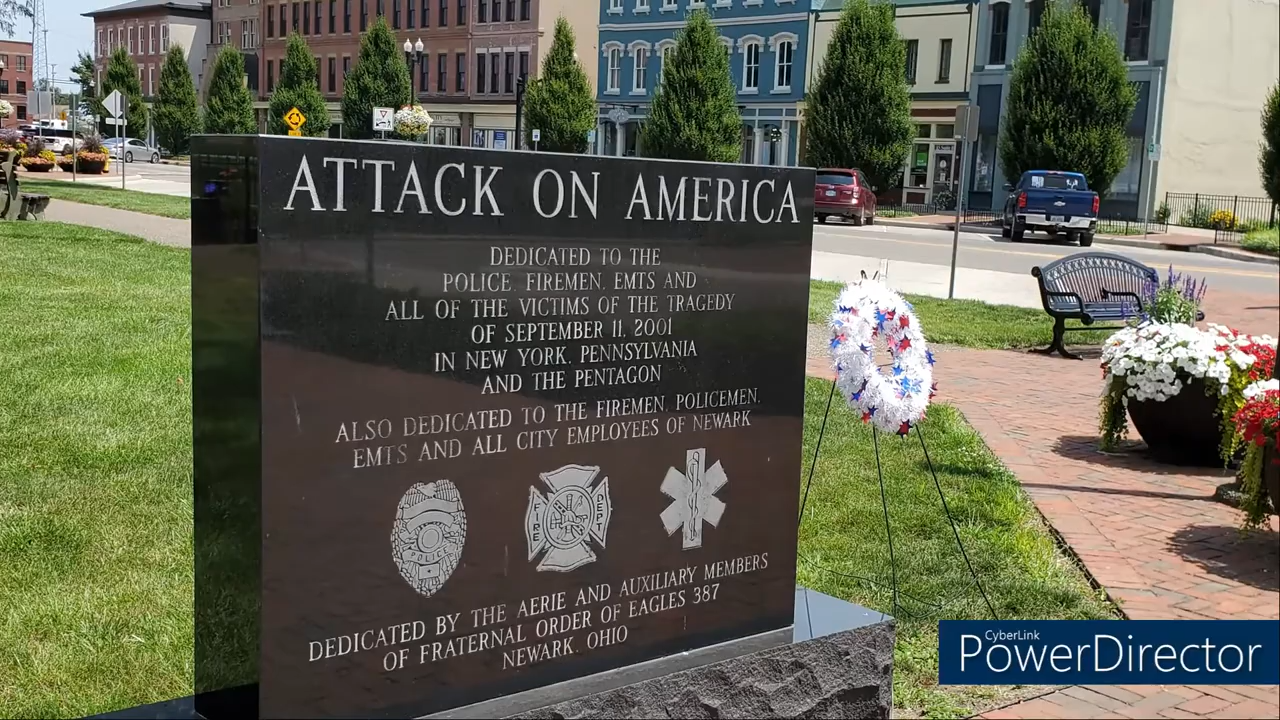 ATTACK ON AMERICA
DEDICATED TO THE
POLICE, FIREMEN, EMTS AND
ALL OF THE VICTIMS OF THE TRAGEDY
OF SEPTEMBER 11, 2001
IN NEW YORK, PENNSYLVANIA
AND THE PENTAGON
ALSO DEDICATED TO THE FIREMEN, POLICEMEN,
EMTS AND ALL CITY EMPLOYEES OF NEWARK
POLICE
FIRE DEPT
DEDICATED BY THE AERIE AND AUXILIARY MEMBERS
OF FRATERNAL ORDER OF EAGLES 387
NEWARK, OHIO
CyberLink
PowerDirector